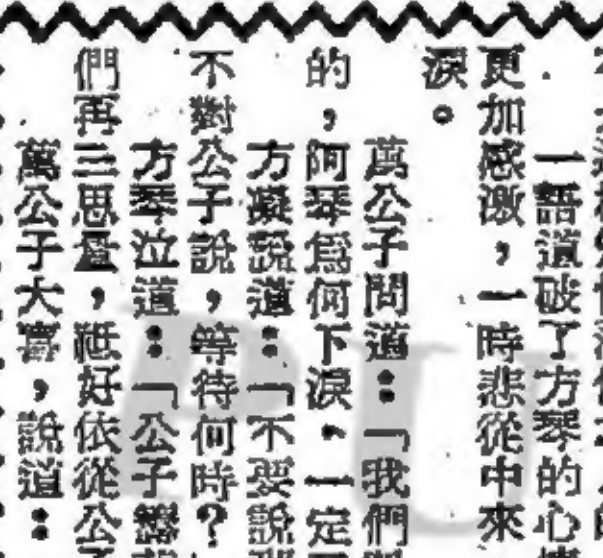 一語道破了方琴的心
更加感激，一時悲從中來
淚。
萬公子問道：「我們
的，阿琴爲何下淚，一定
方擬說道：「不要說
不對公子說，等待何時？
方琴泣道：「公子
們再三思量，祗好依從公
萬公子大喜，說道：